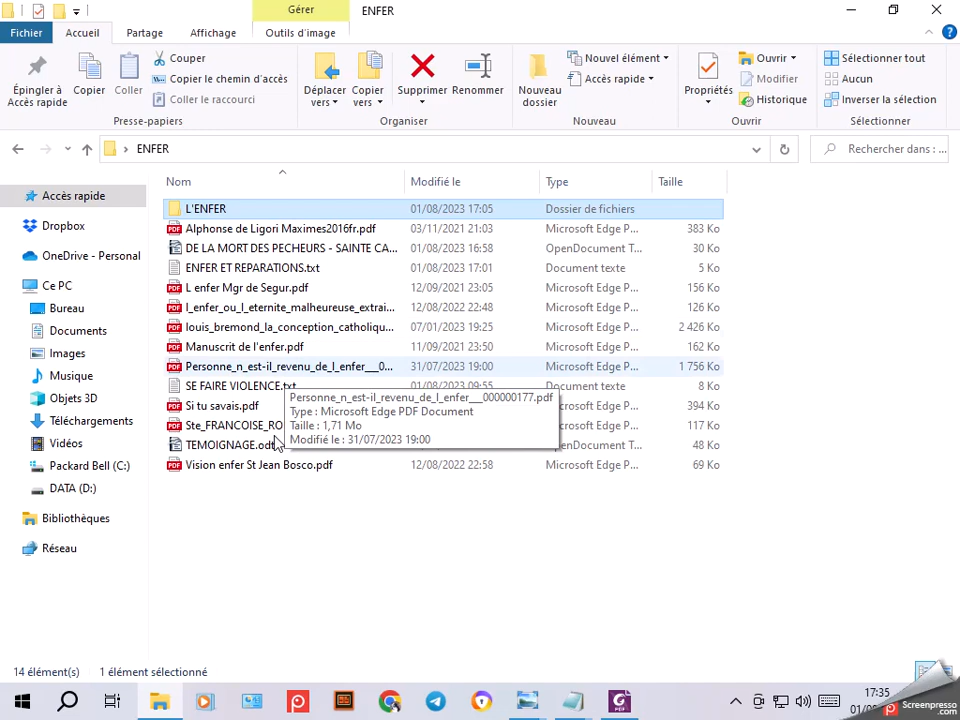 Gérer
ENFER
Fichier
Accueil
Partage
Affichage
Outils d'image
Épingler à
Accès rapide
Copier
Coller
Couper
Copier le chemin d'accès
Coller le raccourci
Presse-papiers
Déplacer
vers
Copier
vers
Supprimer
Renommer
Organiser
Nouveau
dossier
Nouvel élément
Accès rapide
Nouveau
Propriétés
Ouvrir
Modifier
Historique
Ouvrir
Sélectionner tout
Aucun
Inverser la sélection
Sélectionner
ENFER
Rechercher dans : ...
Nom Modifié le Type Taille
Accès rapide
Dropbox
OneDrive - Personal
Ce PC
Bureau
Documents
Images
Musique
Objets 3D
Téléchargements
Vidéos
Packard Bell (C:)
DATA (D:)
Bibliothèques
Réseau
L'ENFER 01/08/2023 17:05 Dossier de fichiers
Alphonse de Ligori Maximes2016fr.pdf 03/11/2021 21:03 Microsoft Edge P... 383 Ko
DE LA MORT DES PECHEURS - SAINTE CA... 01/08/2023 16:58 OpenDocument T... 30 Ko
ENFER ET REPARATIONS.txt 01/08/2023 17:01 Document texte 5 Ko
L enfer Mgr de Segur.pdf 12/09/2021 23:05 Microsoft Edge P... 156 Ko
l_enfer_ou_l_eternite_malheureuse_extrai... 12/08/2022 22:48 Microsoft Edge P... 126 Ko
louis_bremond_la_conception_catholiqu... 07/01/2023 19:25 Microsoft Edge P... 2 426 Ko
Manuscrit de l'enfer.pdf 11/09/2021 23:50 Microsoft Edge P... 162 Ko
Personne_n_est-il_revenu_de_l_enfer___0... 31/07/2023 19:00 Microsoft Edge P... 1 756 Ko
SE FAIRE VIOLENCE.txt 01/08/2023 09:55 Document texte 8 Ko
Si tu savais.pdf Microsoft Edge P... 394 Ko
Ste_FRANCOISE_RO Microsoft Edge P... 117 Ko
TEMOIGNAGE.odt OpenDocument T... 48 Ko
Vision enfer St Jean Bosco.pdf 12/08/2022 22:58 Microsoft Edge P... 69 Ko
Personne_n_est-il_revenu_de_l_enfer___000000177.pdf
Type : Microsoft Edge PDF Document
Taille : 1,71 Mo
Modifié le : 31/07/2023 19:00
14 élément(s) 1 élément sélectionné
17:35
Screenpresso
.com